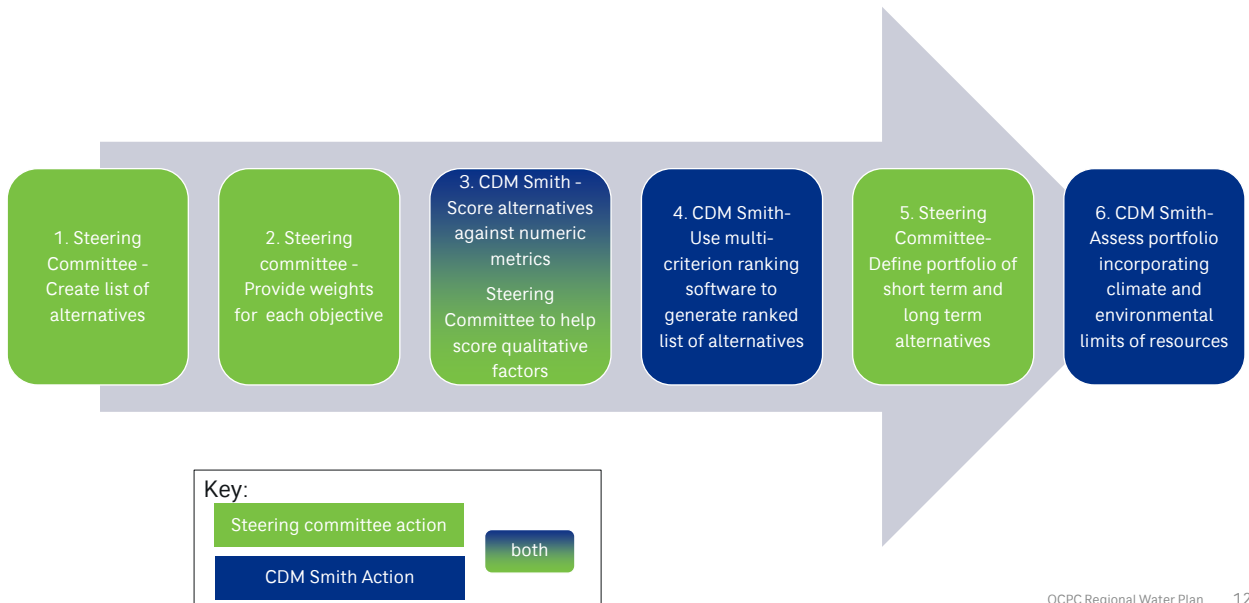 1. Steering
Committee -
Create list of
alternatives
2. Steering
committee -
Provide weights
for each objective
3. CDM Smith -
Score alternatives
against numeric
metrics
Steering
Committee to help
score qualitative
factors
4. CDM Smith-
Use multi-
criterion ranking
software to
generate ranked
list of alternatives
5. Steering
Committee-
Define portfolio of
short term and
long term
alternatives
6. CDM Smith-
Assess portfolio
incorporating
climate and
environmental
limits of resources
Key:
Steering committee action
both
CDM Smith Action
OCPC Regional Water Plan 12